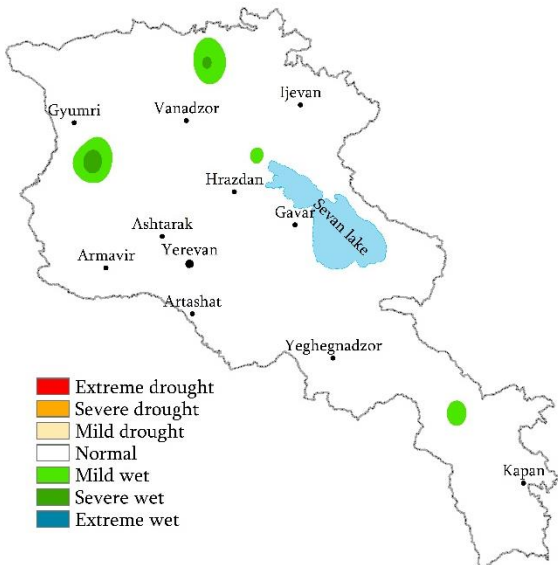 Ijevan
Gyumri
Vanadzor
Hrazdan
Sevan lake
Gavar
Ashtarak
Yerevan
Armavir
Artashat
Yeghegnadzor
Extreme drought
Severe drought
Mild drought
Normal
Mild wet
Severe wet
Extreme wet
Kapan